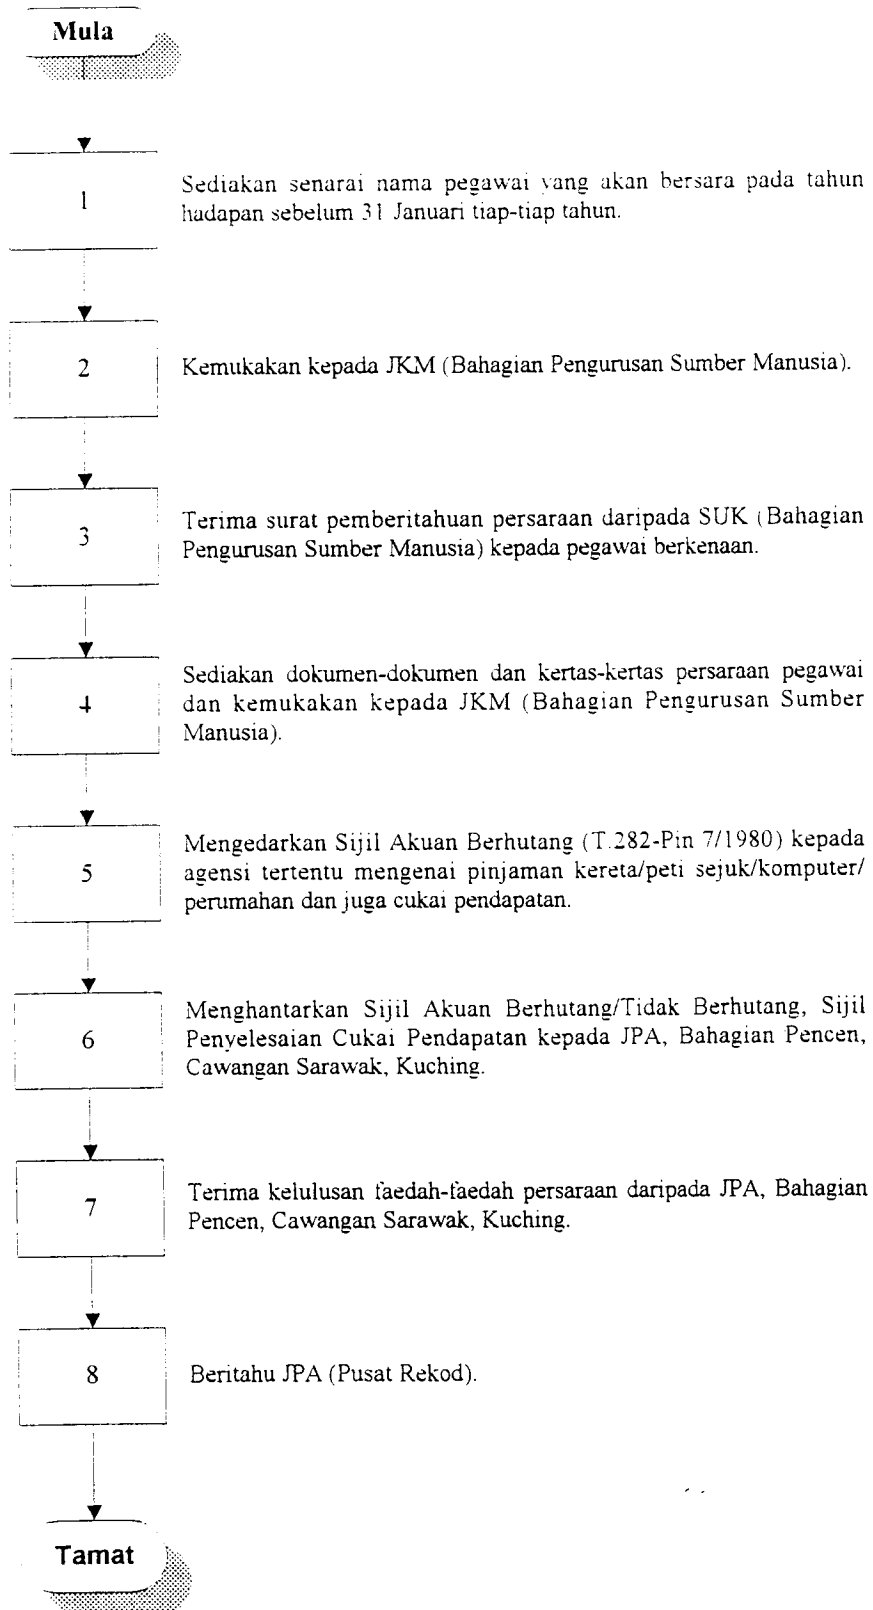 Mula
1
Sediakan senarai nama pegawai yang akan bersara pada tahun
hadapan sebelum 31 Januari tiap-tiap tahun.
2
Kemukakan kepada JKM (Bahagian Pengurusan Sumber Manusia).
3
Terima surat pemberitahuan persaraan daripada SUK (Bahagian
Pengurusan Sumber Manusia) kepada pegawai berkenaan.
4
Sediakan dokumen-dokumen dan kertas-kertas persaraan pegawai
dan kemukakan kepada JKM (Bahagian Pengurusan Sumber
Manusia).
5
Mengedarkan Sijil Akuan Berhutang (T.282-Pin 7/1980) kepada
agensi tertentu mengenai pinjaman kereta/peti sejuk/komputer/
perumahan dan juga cukai pendapatan.
6
Menghantarkan Sijil Akuan Berhutang/Tidak Berhutang, Sijil
Penyelesaian Cukai Pendapatan kepada JPA, Bahagian Pencen,
Cawangan Sarawak, Kuching.
7
Terima kelulusan faedah-faedah persaraan daripada JPA, Bahagian
Pencen, Cawangan Sarawak, Kuching.
8
Beritahu JPA (Pusat Rekod).
Tamat